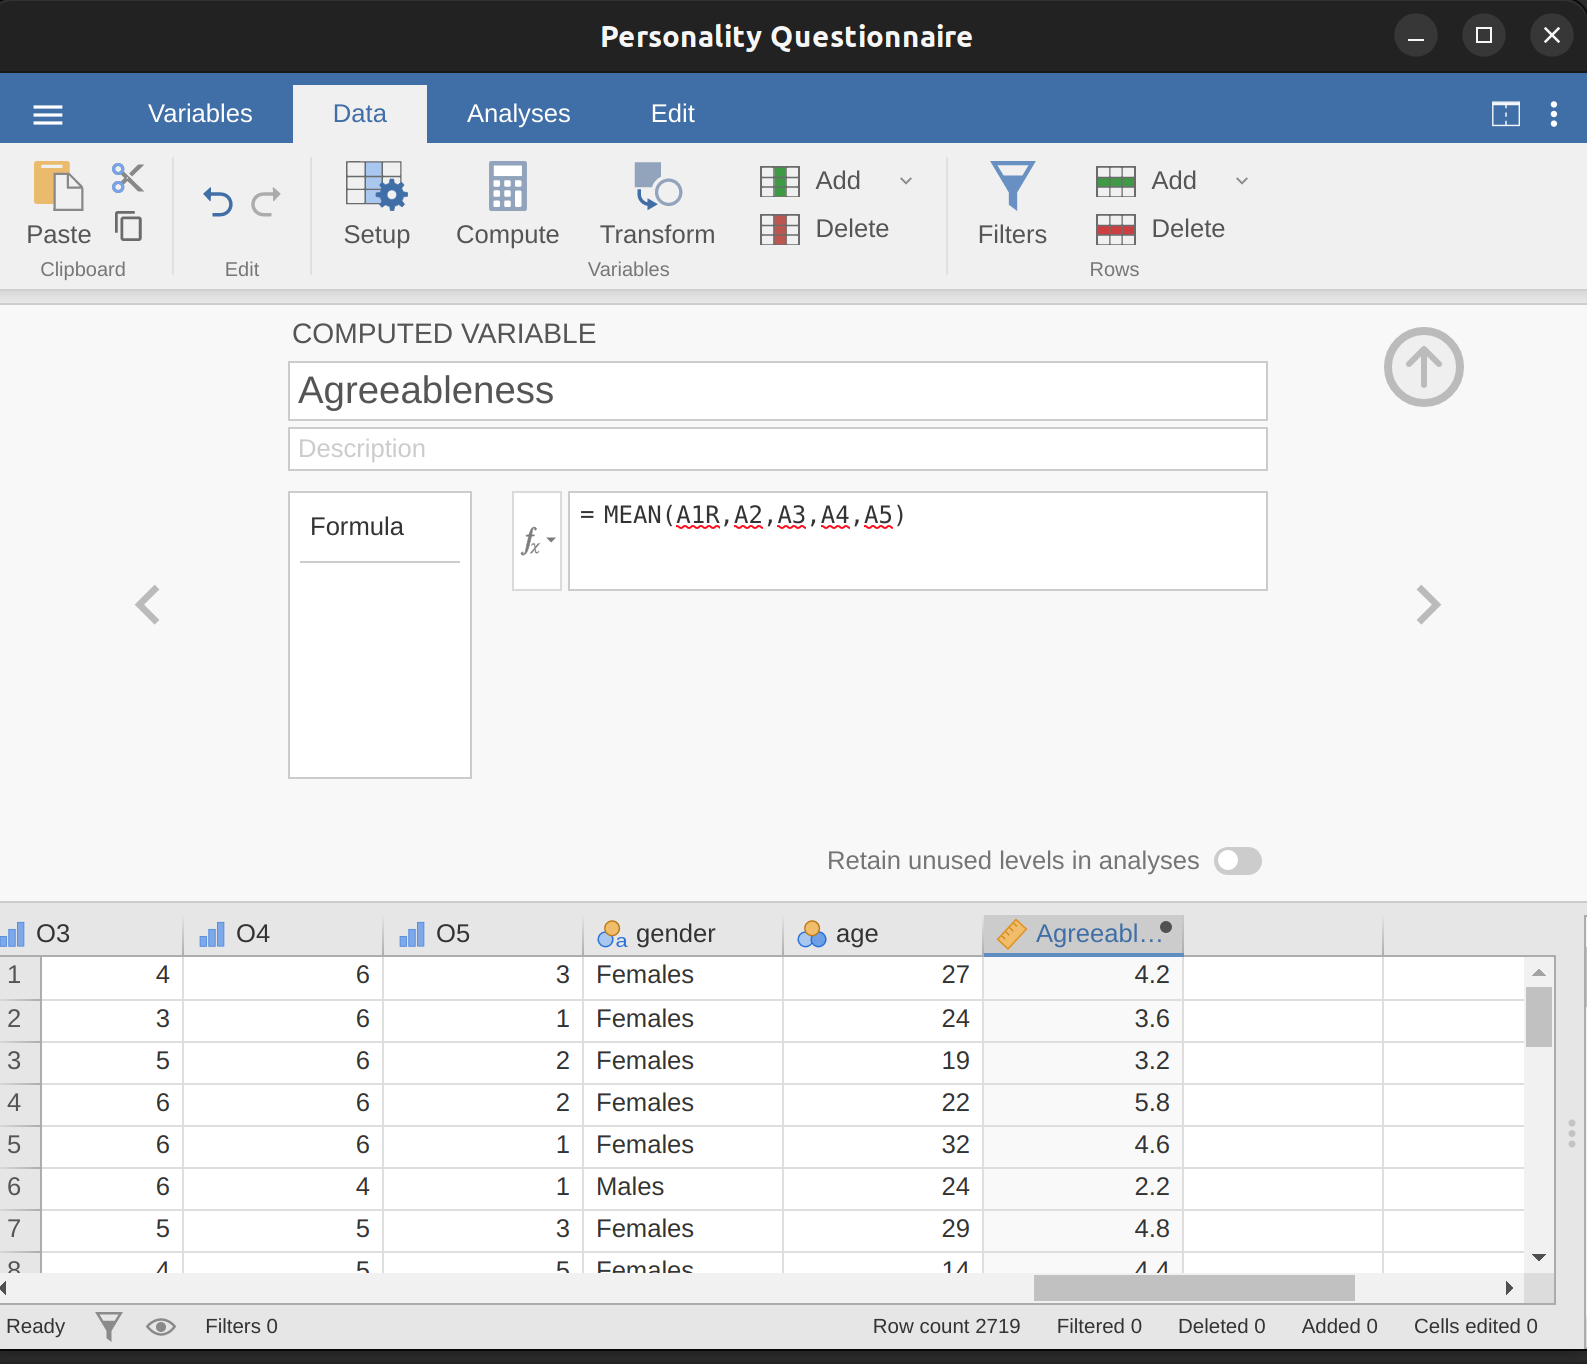 Personality Questionnaire
Variables Data Analyses Edit
Paste Setup Compute Transform Add Delete Filters Add Delete
Clipboard Edit Variables Rows
COMPUTED VARIABLE
Agreeableness
Description
Formula
fx
= MEAN(A1R,A2,A3,A4,A5)
Retain unused levels in analyses
O3 O4 O5 a gender age Agreeabl…
1 4 6 3 Females 27 4.2
2 3 6 1 Females 24 3.6
3 5 6 2 Females 19 3.2
4 6 6 2 Females 22 5.8
5 6 6 1 Females 32 4.6
6 6 4 1 Males 24 2.2
7 5 5 3 Females 29 4.8
8 4 5 5 Females 14 4.4
Ready Filters 0 Row count 2719 Filtered 0 Deleted 0 Added 0 Cells edited 0